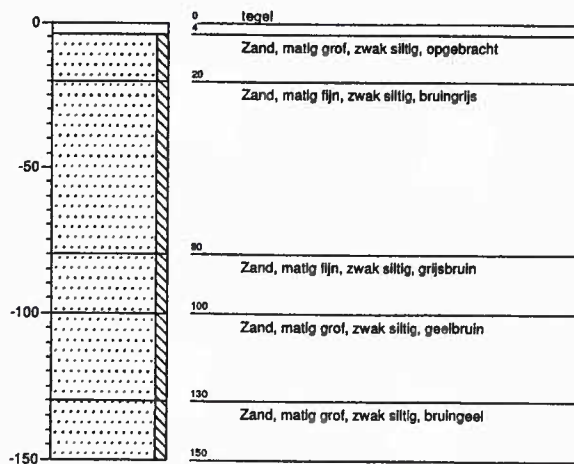 0
-50
-100
-150
0 tegel
4
Zand, matig grof, zwak siltig, opgebracht
20
Zand, matig fijn, zwak siltig, bruingrijs
80
Zand, matig fijn, zwak siltig, grijsbruin
100
Zand, matig grof, zwak siltig, geelbruin
130
Zand, matig grof, zwak siltig, bruingeel
150